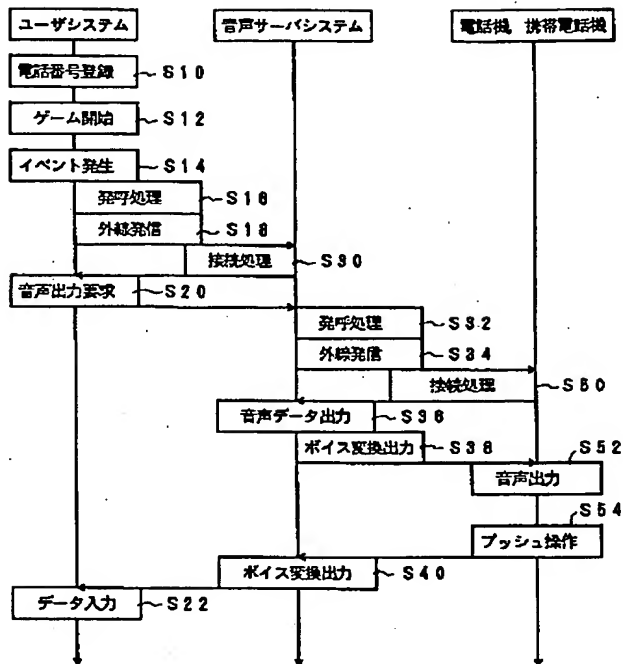 ユーザシステム
音声サーバシステム
電話機, 携帯電話機
電話番号登録
S10
ゲーム開始
S12
イベント発生
S14
発呼処理
S16
外線発信
S18
接続処理
S30
音声出力要求
S20
発呼処理
S32
外線発信
S34
接続処理
S50
音声データ出力
S36
ボイス変換出力
S38
S52
音声出力
S54
プッシュ操作
ボイス変換出力
S40
データ入力
S22